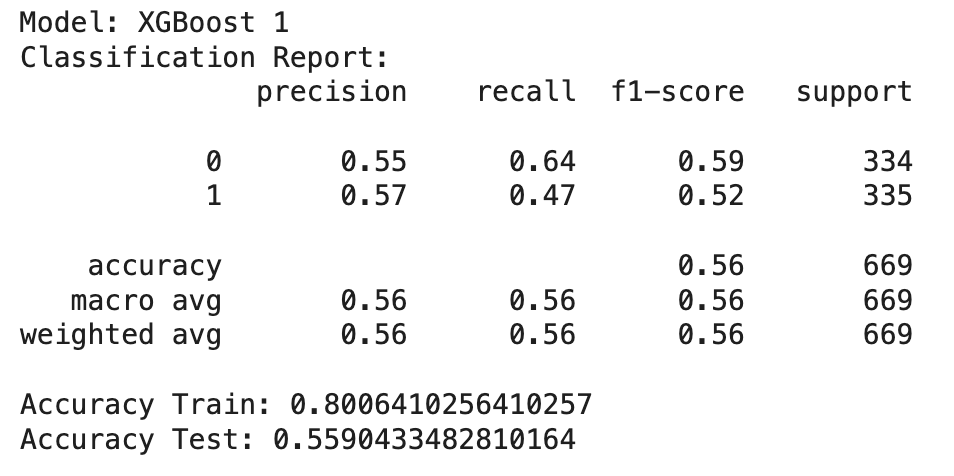 Model: XGBoost 1
Classification Report:
precision recall f1-score support
0 0.55 0.64 0.59 334
1 0.57 0.47 0.52 335
accuracy 0.56 669
macro avg 0.56 0.56 0.56 669
weighted avg 0.56 0.56 0.56 669
Accuracy Train: 0.8006410256410257
Accuracy Test: 0.5590433482810164